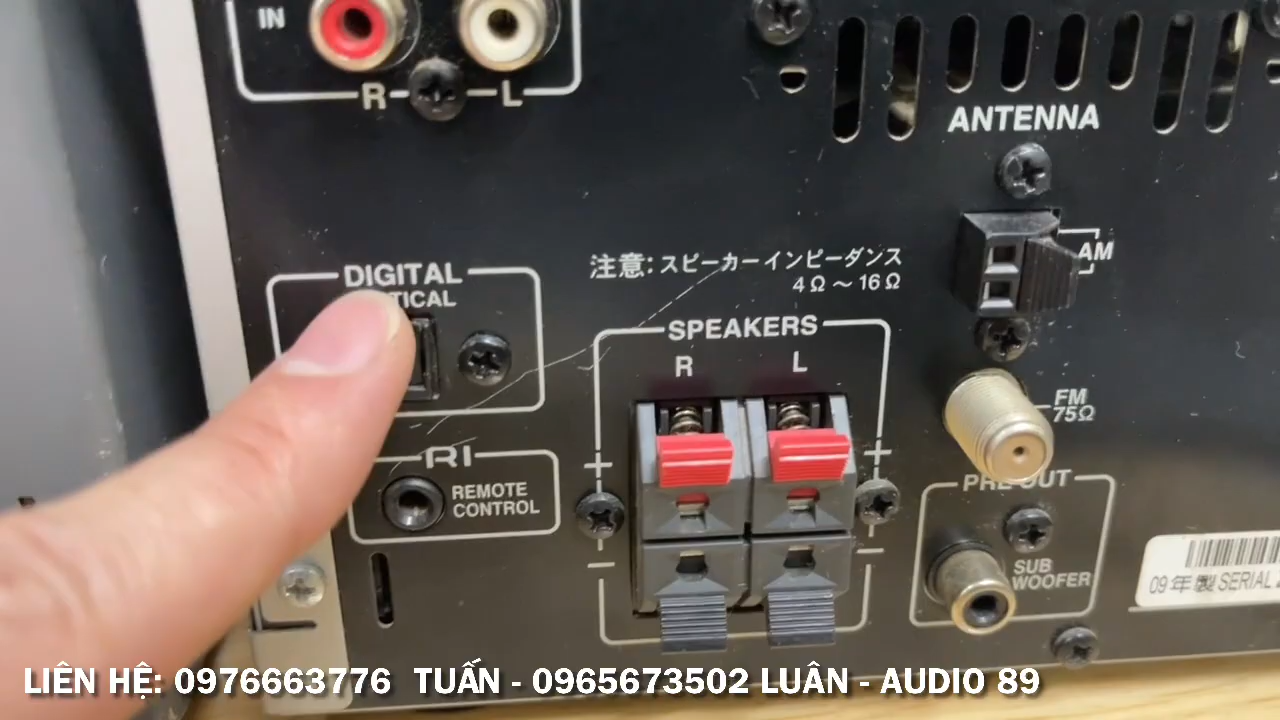 IN
R L
ANTENNA
AM
注意: スピーカーインピーダンス
4Ω～16Ω
DIGITAL
TICAL
SPEAKERS
R L
FM
75Ω
RI
REMOTE
CONTROL
+ +
- -
PRE OUT
SUB
WOOFER
09年製 SERIAL
LIÊN HỆ: 0976663776 TUẤN - 0965673502 LUÂN - AUDIO 89